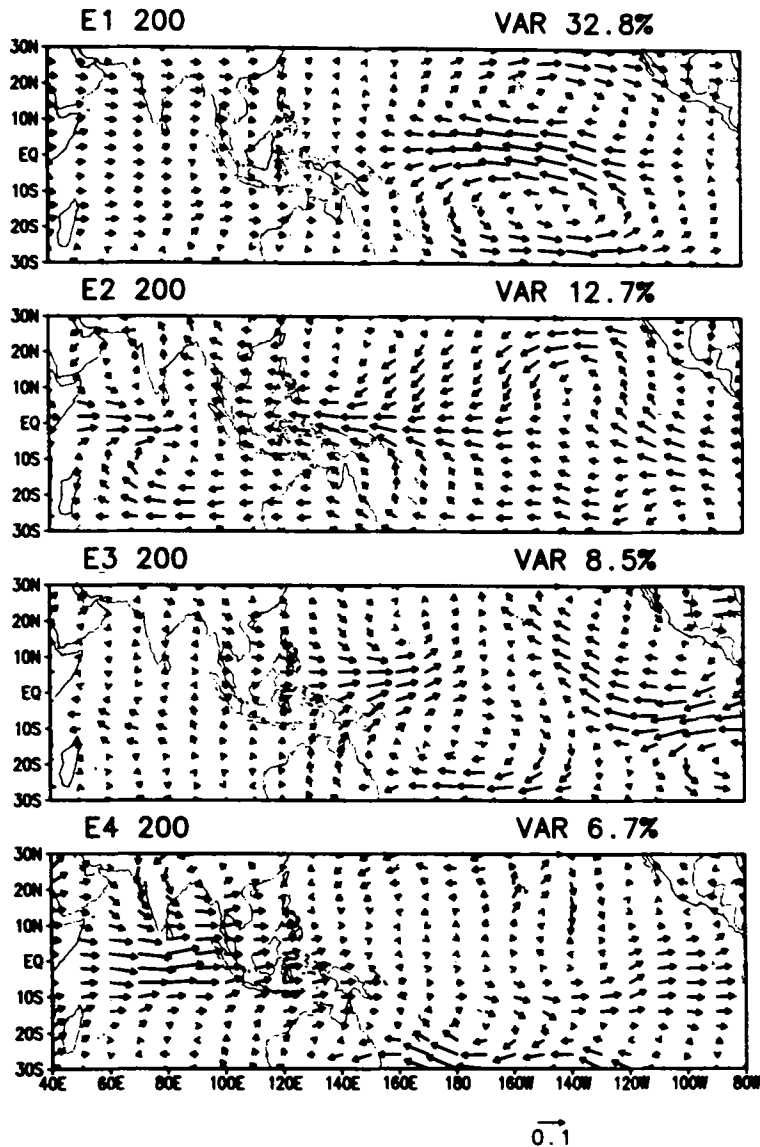 E1 200 VAR 32.8%
30N
20N
10N
EQ
10S
20S
30S
E2 200 VAR 12.7%
30N
20N
10N
EQ
10S
20S
30S
E3 200 VAR 8.5%
30N
20N
10N
EQ
10S
20S
30S
E4 200 VAR 6.7%
30N
20N
10N
EQ
10S
20S
30S
40E 60E 80E 100E 120E 140E 160E 180 160W 140W 120W 100W 80W
0.1